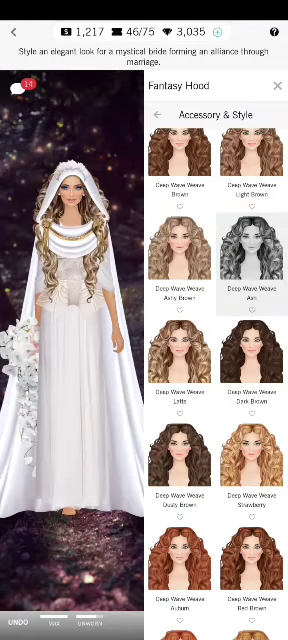 1,217 46/75 3,035
Style an elegant look for a mystical bride forming an alliance through
marriage.
14
Fantasy Hood
Accessory & Style
Deep Wave Weave
Brown
Deep Wave Weave
Light Brown
Deep Wave Weave
Ashy Brown
Deep Wave Weave
Ash
Deep Wave Weave
Latte
Deep Wave Weave
Dark Brown
Deep Wave Weave
Dusty Brown
Deep Wave Weave
Strawberry
Deep Wave Weave
Auburn
Deep Wave Weave
Red Brown
UNDO
UNWORN